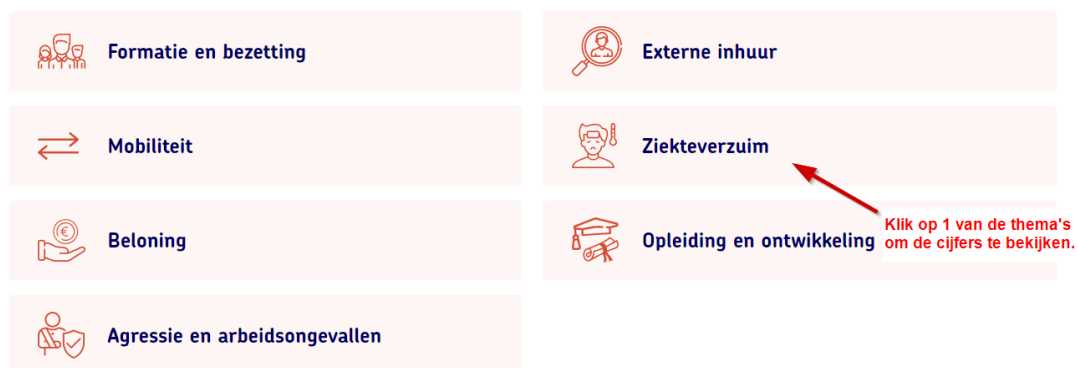 Formatie en bezetting
Externe inhuur
Mobiliteit
Ziekteverzuim
Klik op 1 van de thema's
om de cijfers te bekijken.
Beloning
Opleiding en ontwikkeling
Agressie en arbeidsongevallen